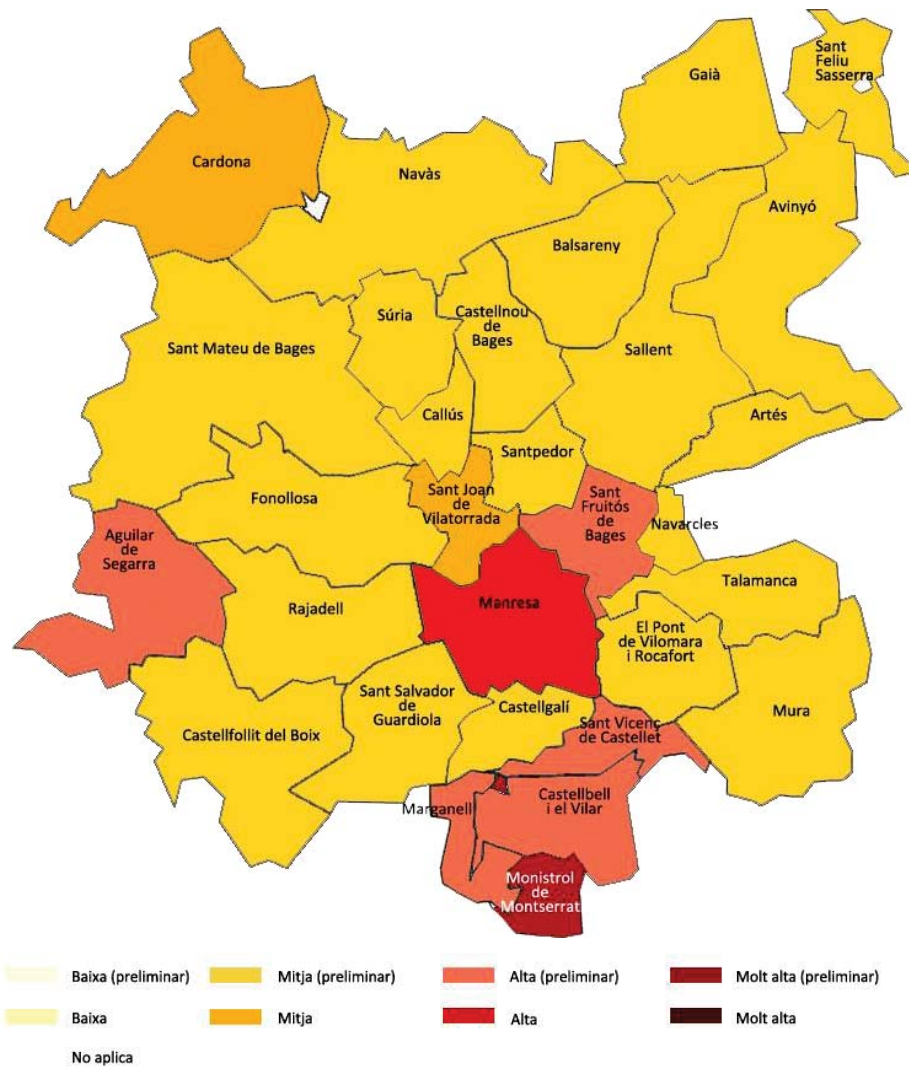 Sant
Feliu
Sasserra
Gaià
Cardona
Navàs
Avinyó
Balsareny
Súria
Castellnou
de
Bages
Sant Mateu de Bages
Sallent
Callús
Artés
Santpedor
Fonollosa
Sant Joan
de
Vilatorrada
Sant
Fruitós
de
Bages
Navarcles
Aguilar
de
Segarra
Talamanca
Rajadell
Manresa
El Pont
de Vilomara
i Rocafort
Sant Salvador
de
Guardiola
Castellgalí
Mura
Castellfollit del Boix
Sant Vicenç
de Castellet
Marganell
Castellbell
i el Vilar
Monistrol
de
Montserrat
Baixa (preliminar) Mitja (preliminar) Alta (preliminar) Molt alta (preliminar)
Baixa Mitja Alta Molt alta
No aplica